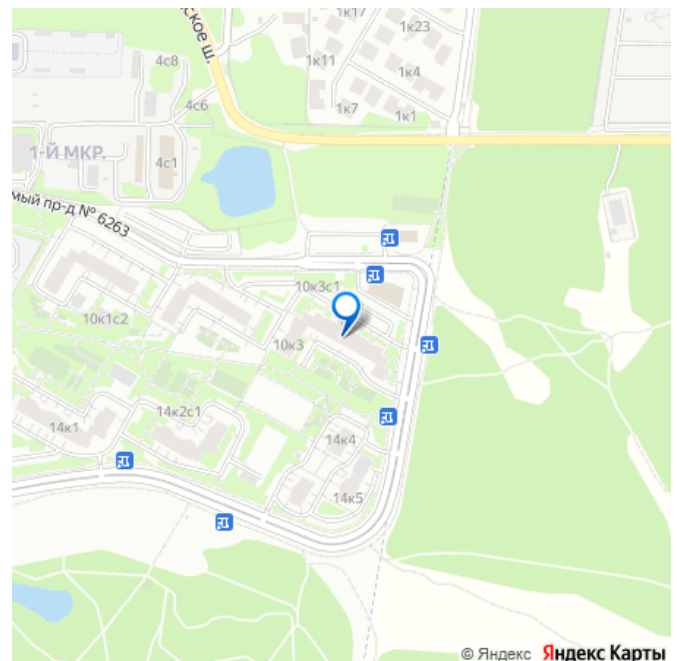 ское ш.
1к17
1к23
4с8
1к11
1к4
4с6
1к7
1к1
1-Й МКР.
4с1
мый пр-д № 6263
10к3с1
10к1с2
10к3
14к2с1
14к1
14к4
14к5
© Яндекс Яндекс Карты